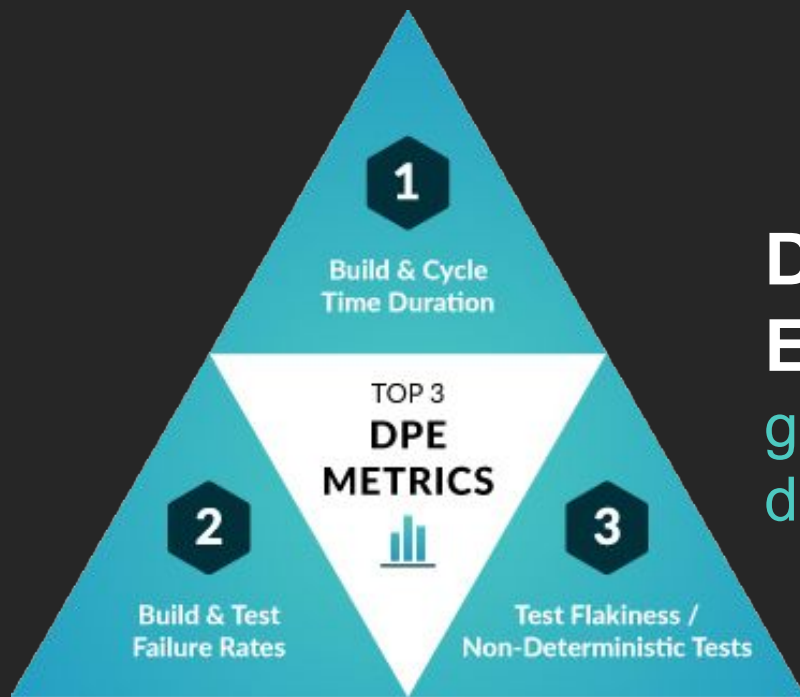 1
Build & Cycle
Time Duration
TOP 3
DPE
METRICS
2
Build & Test
Failure Rates
3
Test Flakiness /
Non-Deterministic Tests